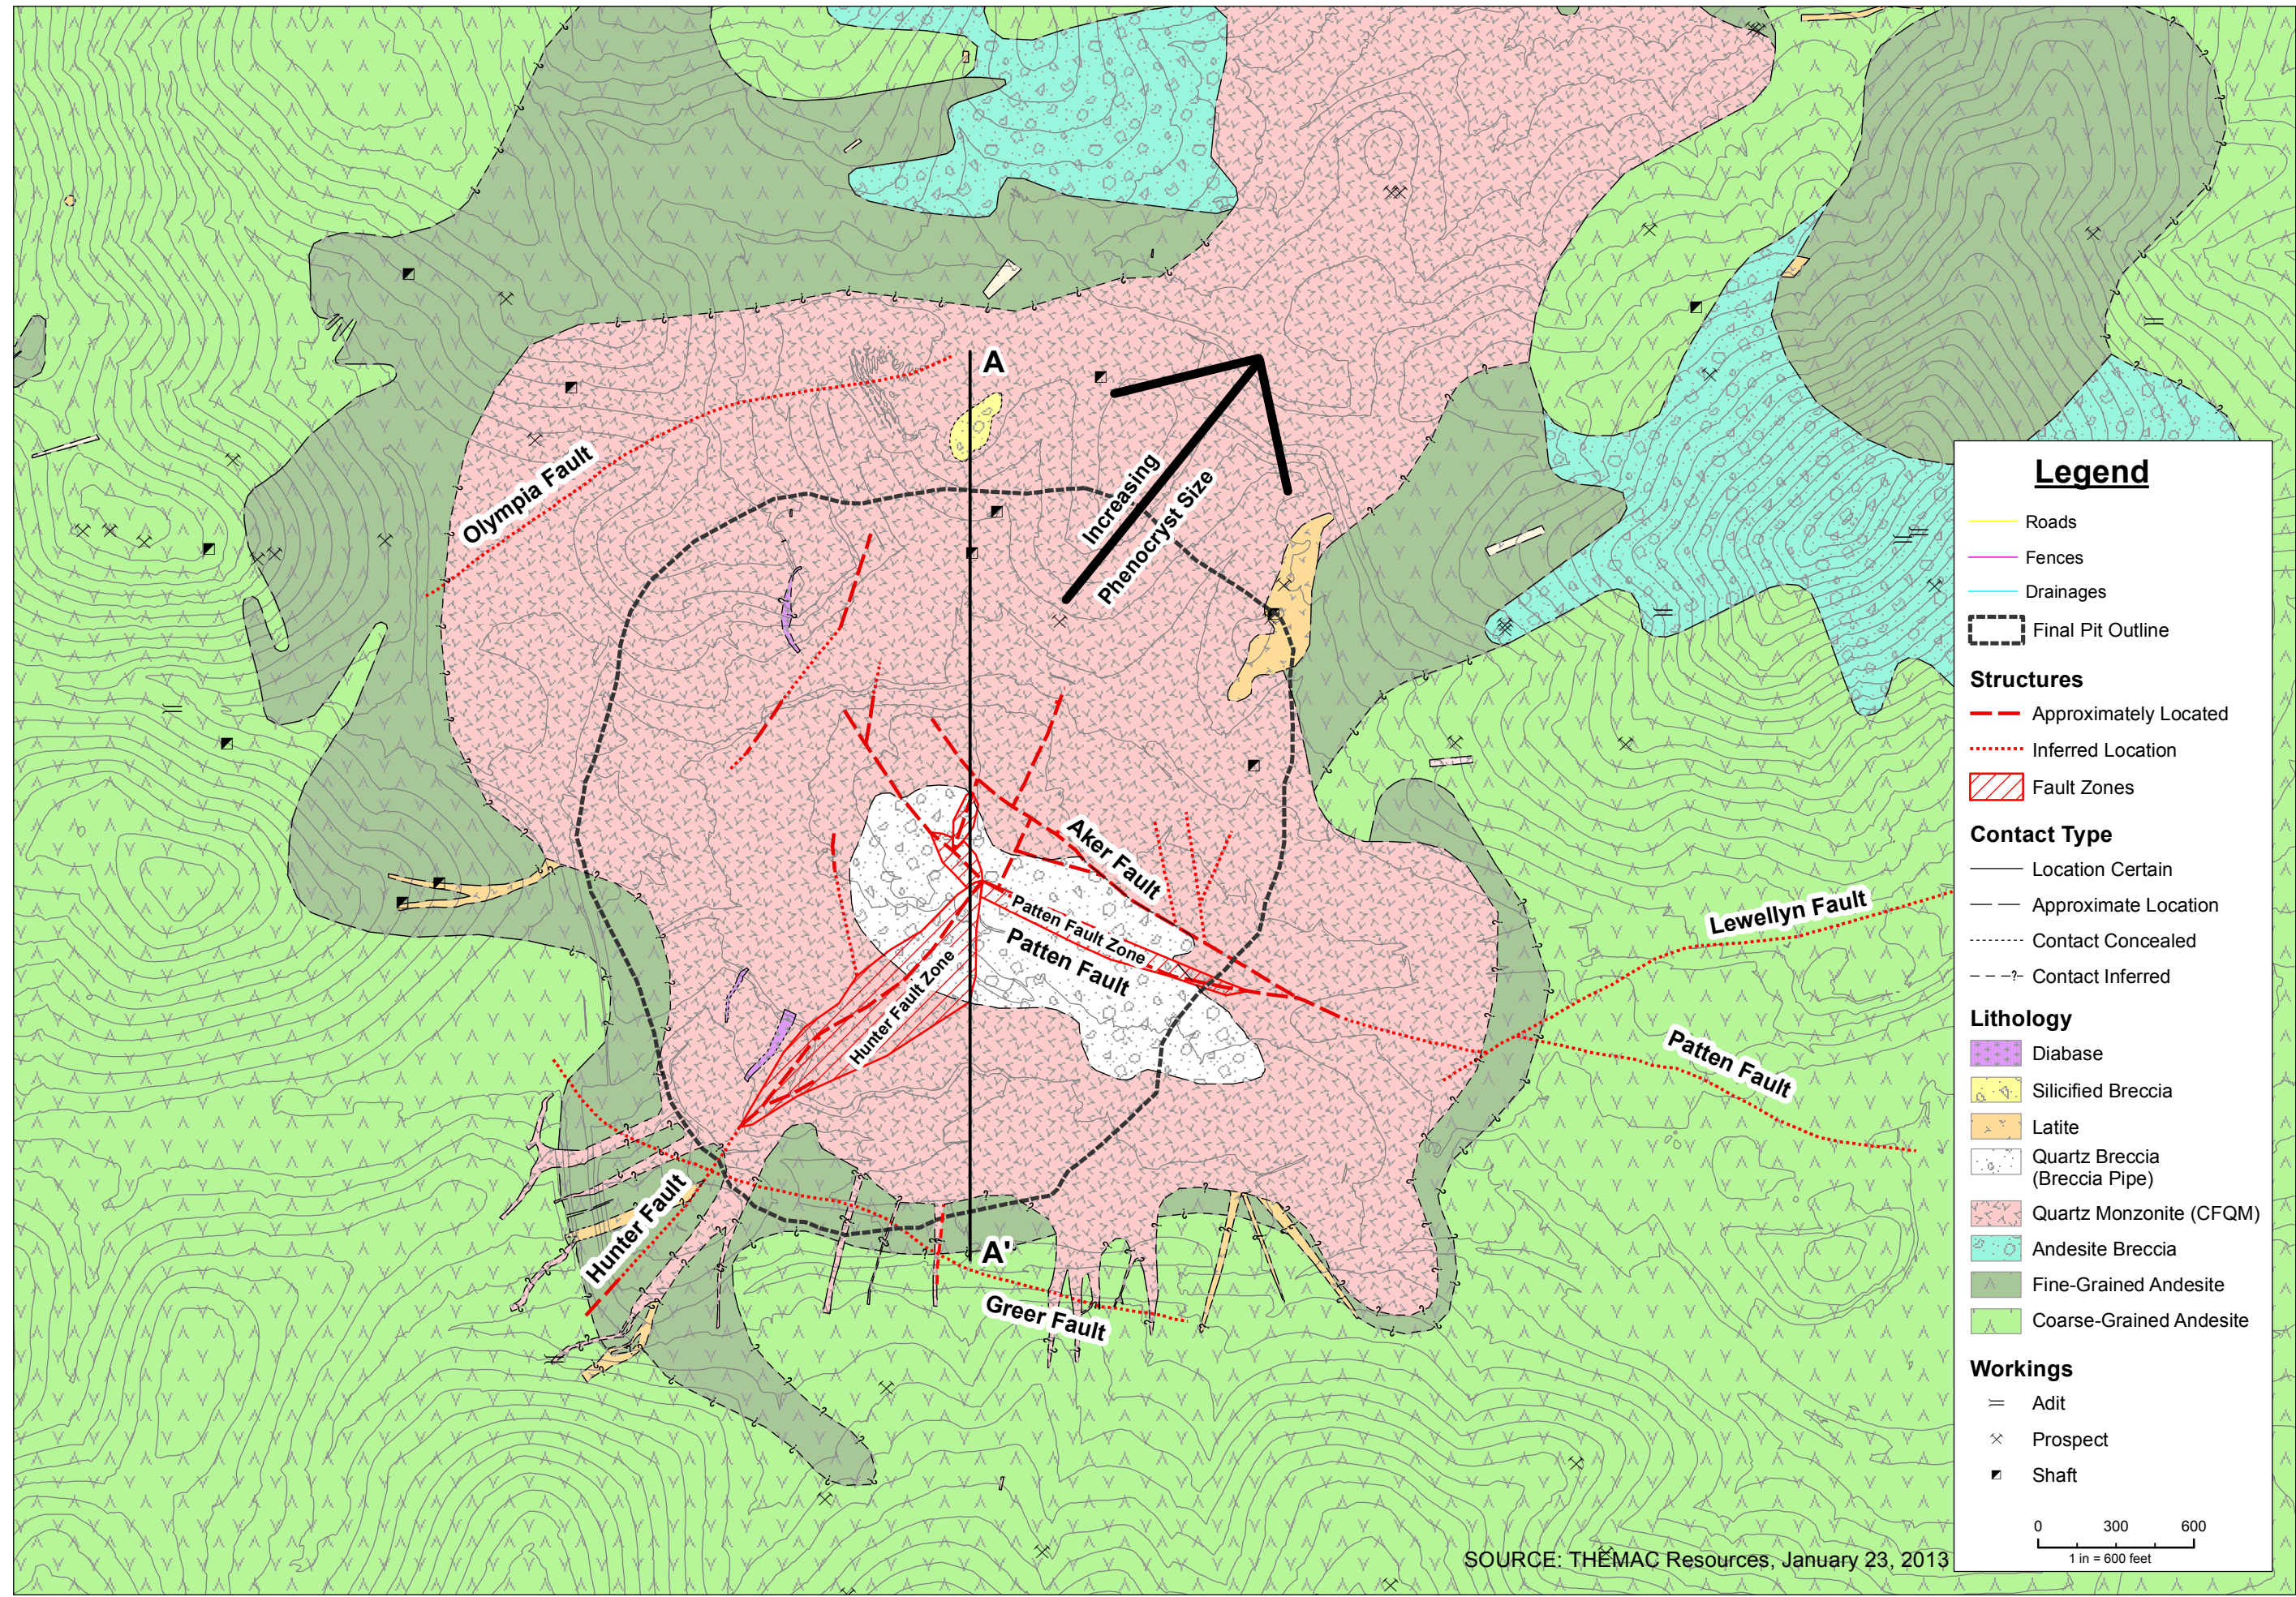 A
Olympia Fault
Increasing
Phenocryst Size
Aker Fault
Patten Fault Zone
Patten Fault
Hunter Fault Zone
Lewellyn Fault
Patten Fault
Hunter Fault
A'
Greer Fault
SOURCE: THEMAC Resources, January 23, 2013
Legend
Roads
Fences
Drainages
Final Pit Outline
Structures
Approximately Located
Inferred Location
Fault Zones
Contact Type
Location Certain
Approximate Location
Contact Concealed
Contact Inferred
Lithology
Diabase
Silicified Breccia
Latite
Quartz Breccia
(Breccia Pipe)
Quartz Monzonite (CFQM)
Andesite Breccia
Fine-Grained Andesite
Coarse-Grained Andesite
Workings
Adit
Prospect
Shaft
0 300 600
1 in = 600 feet